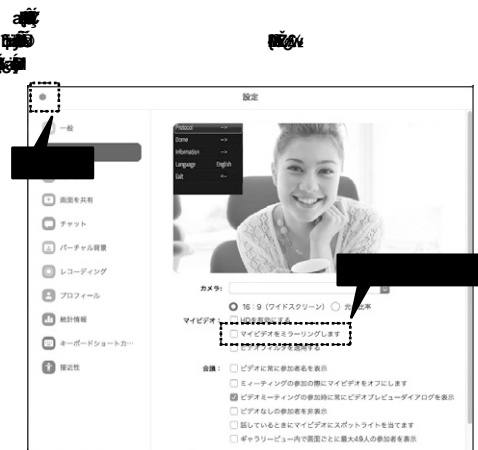 設定
一般
Protocol -->
Dome -->
Information -->
Language English
Exit <--
画面を共有
チャット
バーチャル背景
レコーディング
プロフィール
統計情報
キーボードショートカ…
接近性
カメラ:
16：9（ワイドスクリーン）
マイビデオ：
HDを有効にする
マイビデオをミラーリングします
ビデオフィルタを適用する
会議：
ビデオに常に参加者名を表示
ミィーティングの参加の際にマイビデオをオフにします
ビデオミーティングの参加時に常にビデオプレビューダイアログを表示
ビデオなしの参加者を非表示
話しているときにマイビデオにスポットライトを当てます
ギャラリービュー内で画面ごとに最大49人の参加者を表示